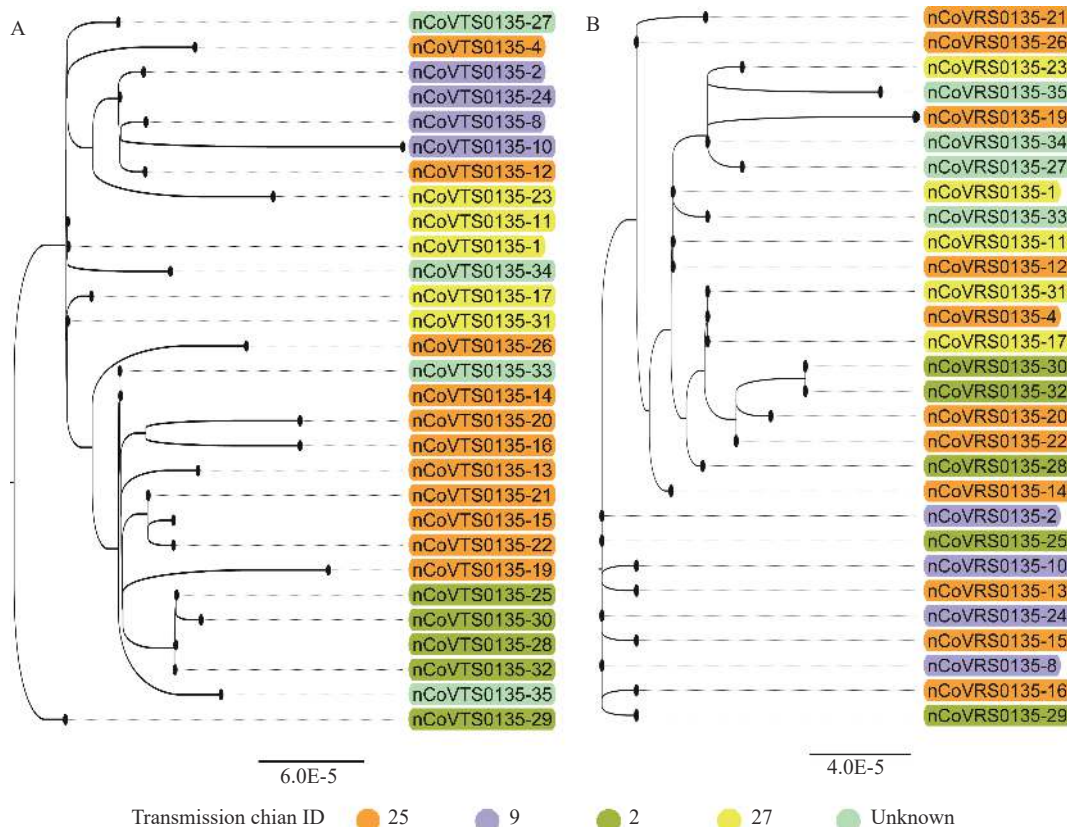 A
nCoVTS0135-27
nCoVTS0135-4
nCoVTS0135-2
nCoVTS0135-24
nCoVTS0135-8
nCoVTS0135-10
nCoVTS0135-12
nCoVTS0135-23
nCoVTS0135-11
nCoVTS0135-1
nCoVTS0135-34
nCoVTS0135-17
nCoVTS0135-31
nCoVTS0135-26
nCoVTS0135-33
nCoVTS0135-14
nCoVTS0135-20
nCoVTS0135-16
nCoVTS0135-13
nCoVTS0135-21
nCoVTS0135-15
nCoVTS0135-22
nCoVTS0135-19
nCoVTS0135-25
nCoVTS0135-30
nCoVTS0135-28
nCoVTS0135-32
nCoVTS0135-35
nCoVTS0135-29
6.0E-5
B
nCoVRS0135-21
nCoVRS0135-26
nCoVRS0135-23
nCoVRS0135-35
nCoVRS0135-19
nCoVRS0135-34
nCoVRS0135-27
nCoVRS0135-1
nCoVRS0135-33
nCoVRS0135-11
nCoVRS0135-12
nCoVRS0135-31
nCoVRS0135-4
nCoVRS0135-17
nCoVRS0135-30
nCoVRS0135-32
nCoVRS0135-20
nCoVRS0135-22
nCoVRS0135-28
nCoVRS0135-14
nCoVRS0135-2
nCoVRS0135-25
nCoVRS0135-10
nCoVRS0135-13
nCoVRS0135-24
nCoVRS0135-15
nCoVRS0135-8
nCoVRS0135-16
nCoVRS0135-29
4.0E-5
Transmission chian ID 25 9 2 27 Unknown